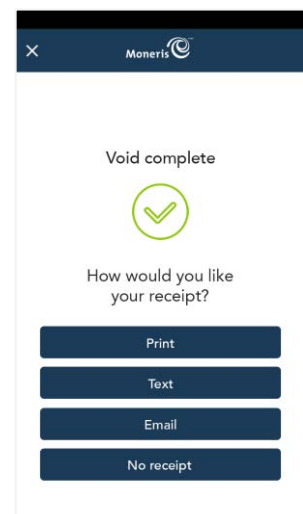 Moneris
Void complete
How would you like
your receipt?
Print
Text
Email
No receipt